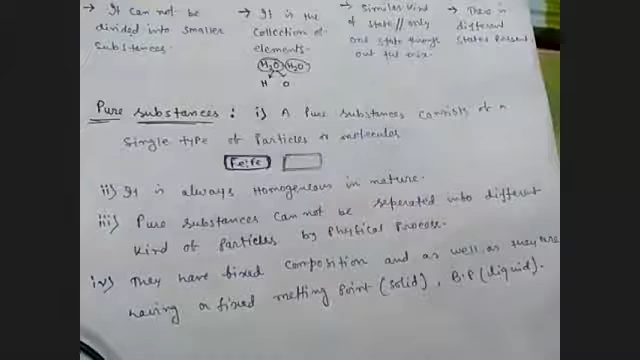 → It can not be divided into smaller substances.
→ It is the collection of elements.
H₂O H₂O
H O
Similar kind of state // only one state through out the mix.
→ There is different states present
Pure substances : i) A Pure substances consists of a
single type of Particles or molecules
Fe:Fe
ii) It is always Homogeneous in nature.
iii) Pure substances can not be seperated into different
kind of Particles by Physical Process.
iv) They have fixed composition and as well as they are
having a fixed melting point (solid), B.P (liquid).